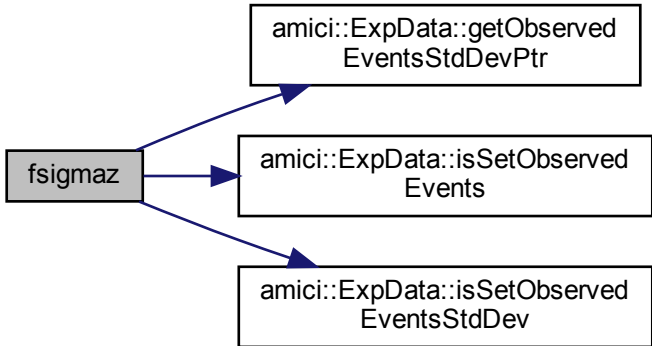 amici::ExpData::getObserved
EventsStdDevPtr
fsigmaz
amici::ExpData::isSetObserved
Events
amici::ExpData::isSetObserved
EventsStdDev